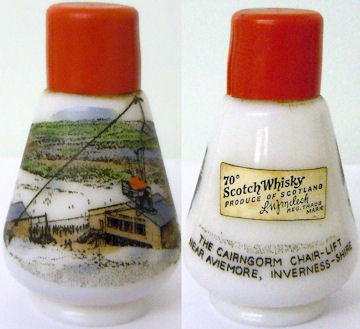 70°
Scotch Whisky
PRODUCE OF SCOTLAND
REG. TRADE
MARK
THE CAIRNGORM CHAIR-LIFT
NEAR AVIEMORE, INVERNESS-SHIRE